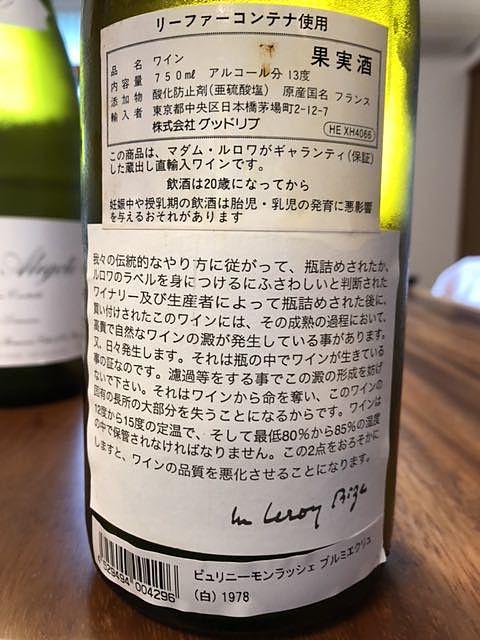 リーファーコンテナ使用
品名 ワイン 果実酒
内容量 750ml アルコール分 13度
添加物 酸化防止剤(亜硫酸塩) 原産国名 フランス
輸入者 東京都中央区日本橋茅場町2-12-7
株式会社 グッドリブ HE XH4066
この商品は、マダム・ルロワがギャランティ(保証)
した蔵出し直輸入ワインです。
飲酒は20歳になってから
妊娠中や授乳期の飲酒は胎児・乳児の発育に悪影響
を与えるおそれがあります
我々の伝統的なやり方に従がって、瓶詰めされたか、
ルロワのラベルを身につけるにふさわしいと判断された
ワイナリー及び生産者によって瓶詰めされた後に、
買い付けされたこのワインには、その成熟の過程において、
高貴で自然なワインの澱が発生している事があります。
又、日々発生します。それは瓶の中でワインが生きている
事の証なのです。濾過等をする事でこの澱の形成を妨げ
ないで下さい。それはワインから命を奪い、このワインの
固有の長所の大部分を失うことになるからです。ワインは
12度から15度の定温で、そして最低80%から85%の湿度
の中で保管されなければなりません。この2点をおろそかに
しますと、ワインの品質を悪化させることになります。
Leroy Bize
4 529494 004296
ピュリニーモンラッシェ プルミエクリュ
(白) 1978